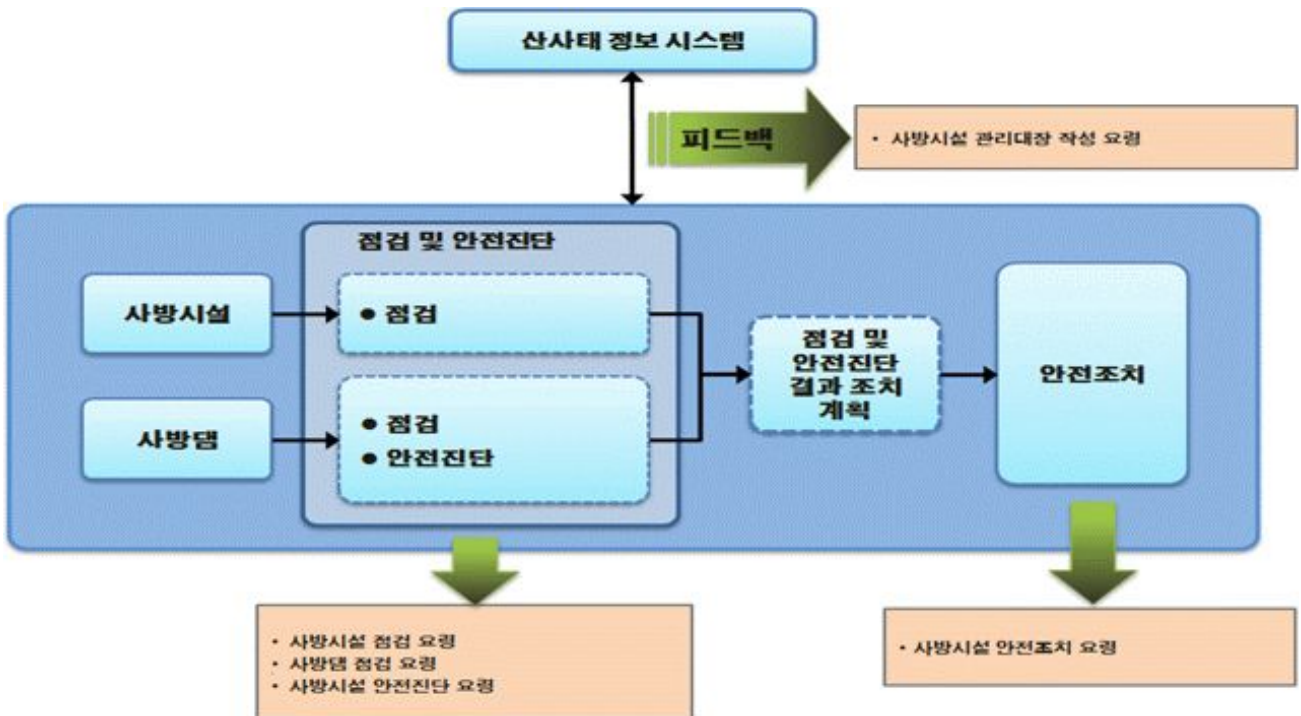 산사태 정보 시스템
피드백
• 사방시설 관리대장 작성 요령
점검 및 안전진단
사방시설
● 점검
사방댐
● 점검
● 안전진단
점검 및
안전진단
결과 조치
계획
안전조치
• 사방시설 점검 요령
• 사방댐 점검 요령
• 사방시설 안전진단 요령
• 사방시설 안전조치 요령